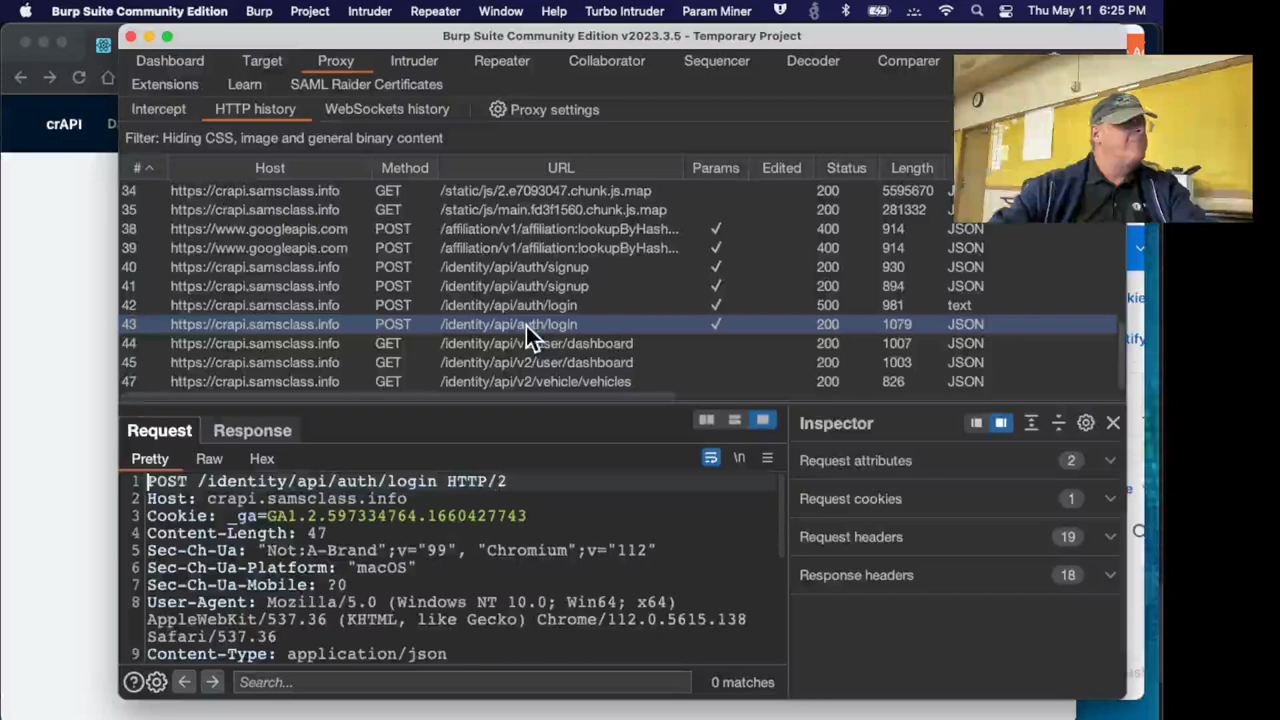 Burp Suite Community Edition Burp Project Intruder Repeater Window Help Turbo Intruder Param Miner Thu May 11 6:25 PM
Burp Suite Community Edition v2023.3.5 - Temporary Project
Dashboard Target Proxy Intruder Repeater Collaborator Sequencer Decoder Comparer
Extensions Learn SAML Raider Certificates
Intercept HTTP history WebSockets history Proxy settings
crAPI
Filter: Hiding CSS, image and general binary content
# Host Method URL Params Edited Status Length
34 https://crapi.samsclass.info GET /static/js/2.e7093047.chunk.js.map 200 5595670
35 https://crapi.samsclass.info GET /static/js/main.fd3f1560.chunk.js.map 200 281332
38 https://www.googleapis.com POST /affiliation/v1/affiliation:lookupByHash... ✓ 400 914 JSON
39 https://www.googleapis.com POST /affiliation/v1/affiliation:lookupByHash... ✓ 400 914 JSON
40 https://crapi.samsclass.info POST /identity/api/auth/signup ✓ 200 930 JSON
41 https://crapi.samsclass.info POST /identity/api/auth/signup ✓ 200 894 JSON
42 https://crapi.samsclass.info POST /identity/api/auth/login ✓ 500 981 text
43 https://crapi.samsclass.info POST /identity/api/auth/login ✓ 200 1079 JSON
44 https://crapi.samsclass.info GET /identity/api/v2/user/dashboard 200 1007 JSON
45 https://crapi.samsclass.info GET /identity/api/v2/user/dashboard 200 1003 JSON
47 https://crapi.samsclass.info GET /identity/api/v2/vehicle/vehicles 200 826 JSON
Request Response
Pretty Raw Hex \n
1 POST /identity/api/auth/login HTTP/2
2 Host: crapi.samsclass.info
3 Cookie: _ga=GA1.2.597334764.1660427743
4 Content-Length: 47
5 Sec-Ch-Ua: "Not:A-Brand";v="99", "Chromium";v="112"
6 Sec-Ch-Ua-Platform: "macOS"
7 Sec-Ch-Ua-Mobile: ?0
8 User-Agent: Mozilla/5.0 (Windows NT 10.0; Win64; x64)
AppleWebKit/537.36 (KHTML, like Gecko) Chrome/112.0.5615.138
Safari/537.36
9 Content-Type: application/json
Search... 0 matches
Inspector
Request attributes 2
Request cookies 1
Request headers 19
Response headers 18